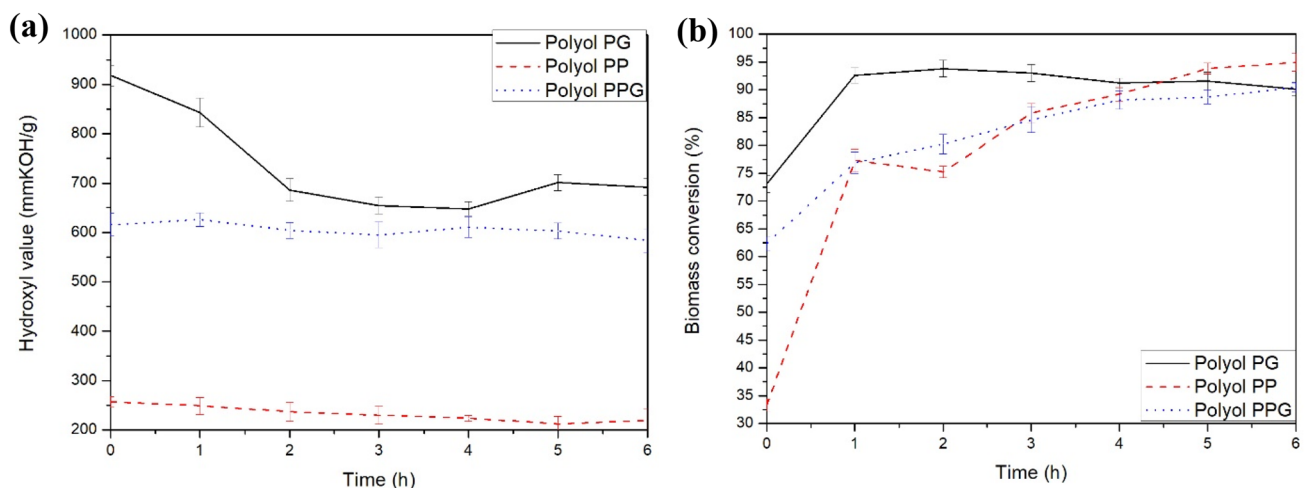 (a)
1000
900
800
700
600
500
300
200
Hydroxyl value (mmKOH/g)
0 1 2 3 4 5 6
Time (h)
Polyol PG
Polyol PP
Polyol PPG
(b)
95
90
85
80
75
70
65
60
55
50
45
40
35
30
Biomass conversion (%)
0 1 2 3 4 5 6
Time (h)
Polyol PG
Polyol PP
Polyol PPG